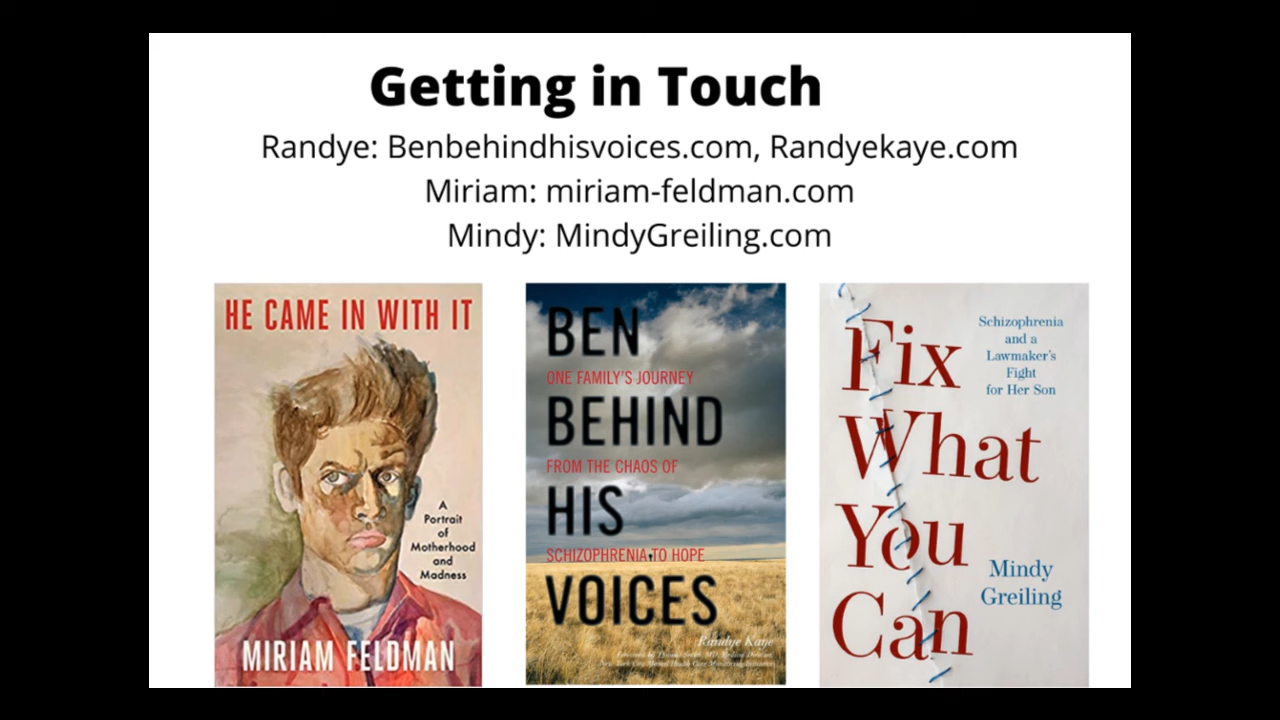 Getting in Touch
Randye: Benbehindhisvoices.com, Randyekaye.com
Miriam: miriam-feldman.com
Mindy: MindyGreiling.com
HE CAME IN WITH IT
A
Portrait
of
Motherhood
and
Madness
MIRIAM FELDMAN
BEN
ONE FAMILY'S JOURNEY
BEHIND
FROM THE CHAOS OF
HIS
SCHIZOPHRENIA TO HOPE
VOICES
Randye Kaye
Fix
What
You
Can
Schizophrenia
and a
Lawmaker's
Fight
for Her Son
Mindy
Greiling